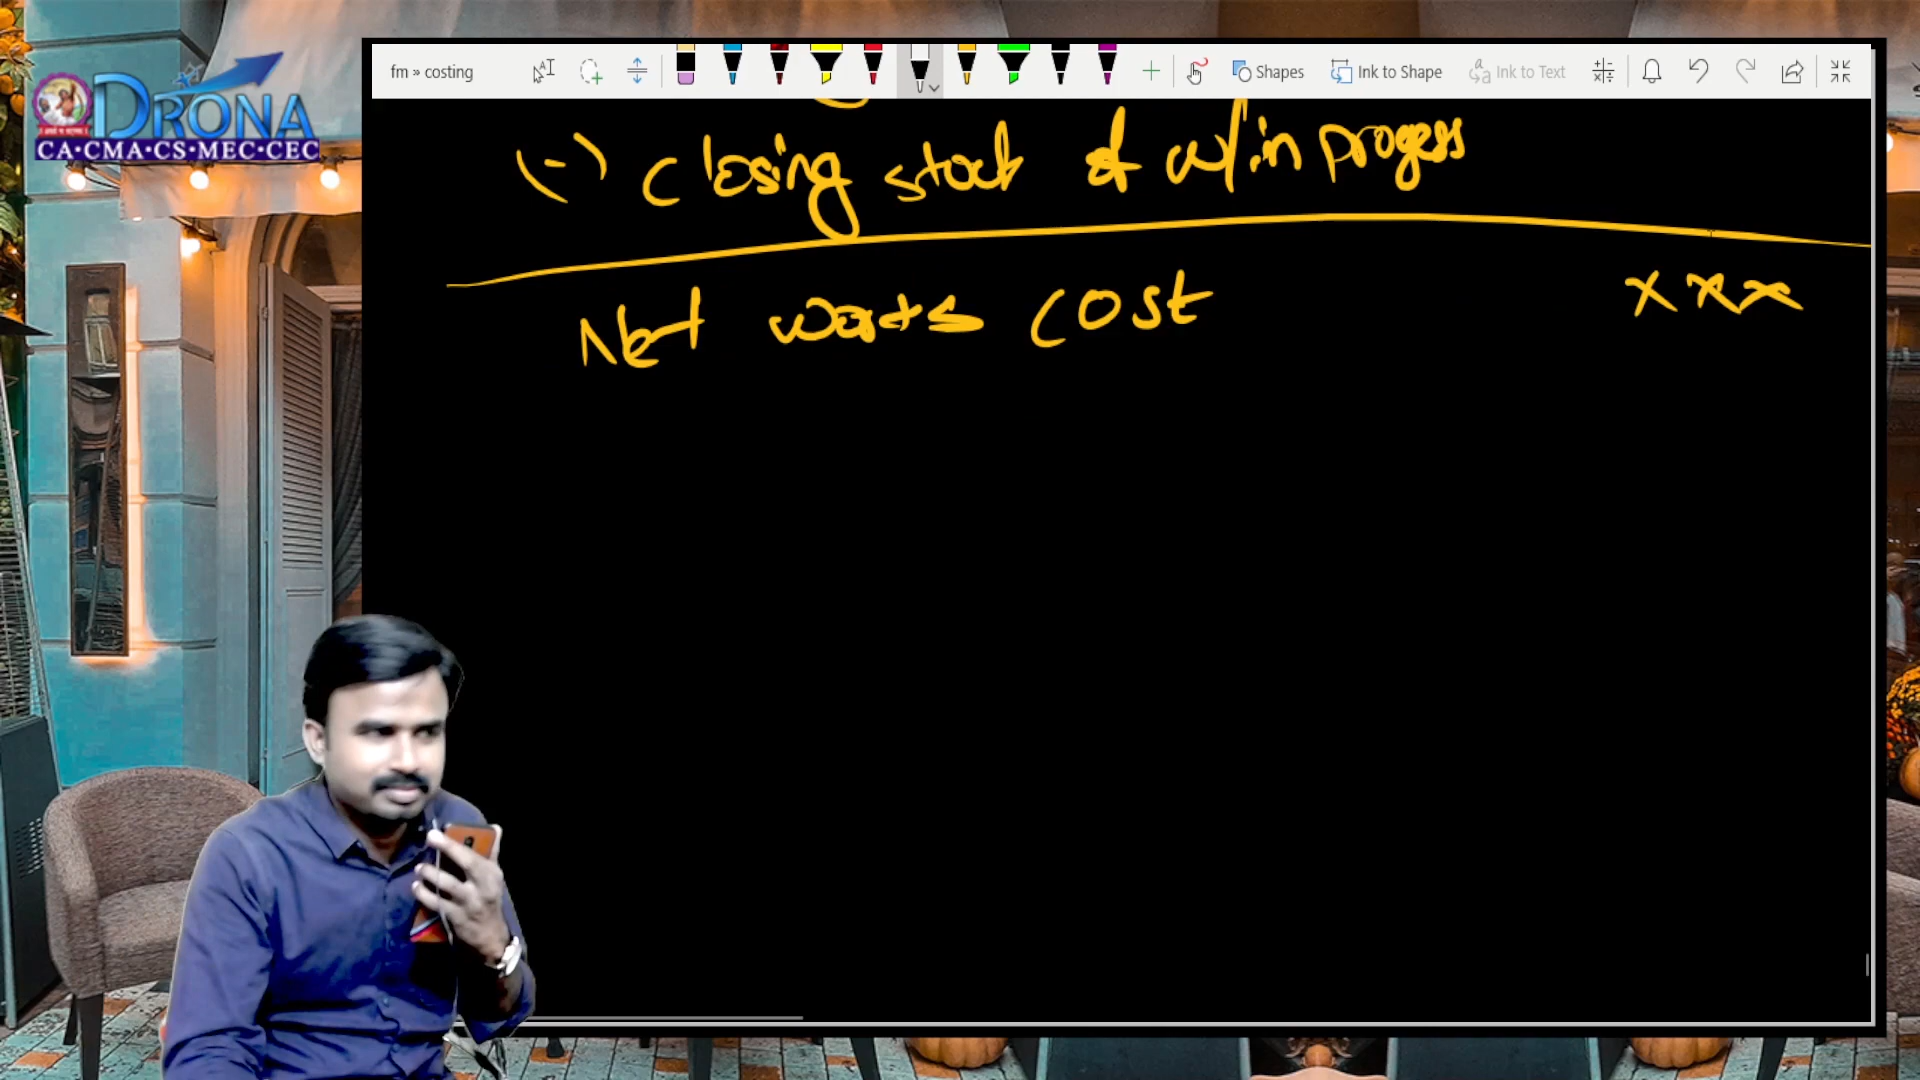 DRONA
CA•CMA•CS•MEC•CEC
fm » costing
Shapes
Ink to Shape
Ink to Text
(-) closing stock of w/.in progess
Net works cost xxx